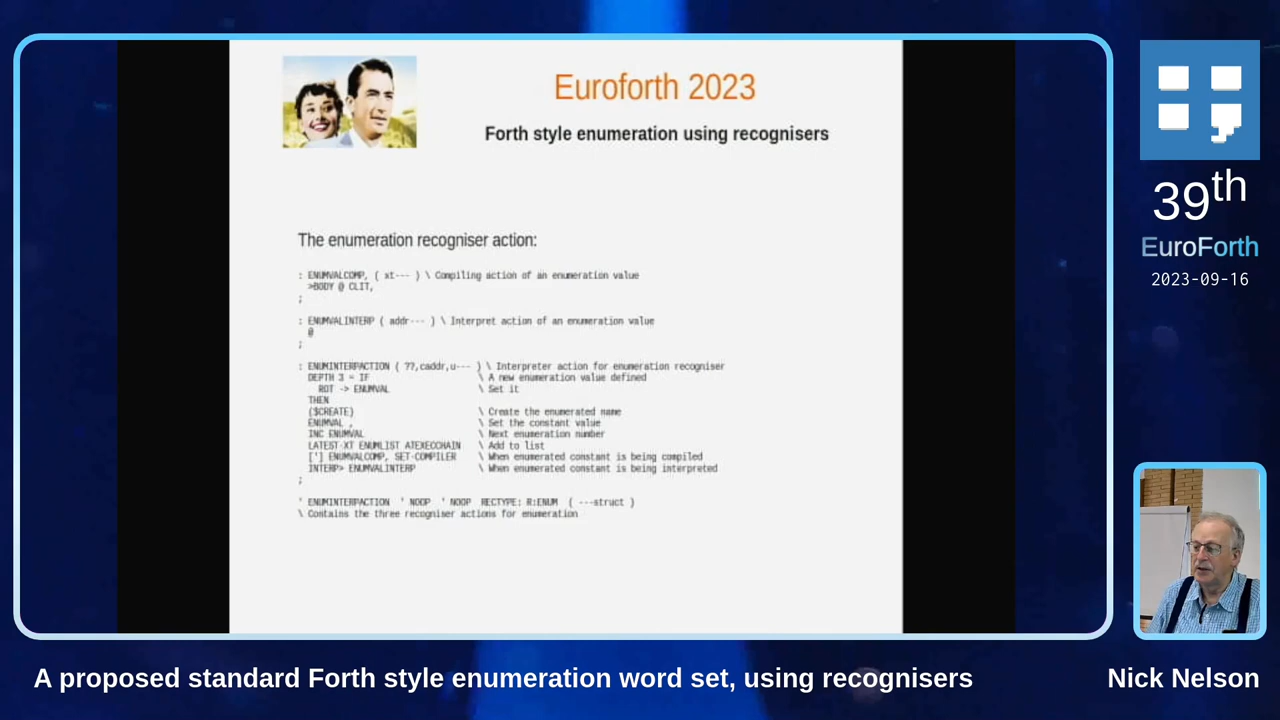 Euroforth 2023
Forth style enumeration using recognisers
The enumeration recogniser action:
: ENUMVALCOMP, ( xt--- ) \ Compiling action of an enumeration value
>BODY @ CLIT,
;
: ENUMVALINTERP ( addr--- ) \ Interpret action of an enumeration value
@
;
: ENUMINTERPACTION ( ??,caddr,u--- ) \ Interpreter action for enumeration recogniser
DEPTH 3 = IF \ A new enumeration value defined
ROT -> ENUMVAL \ Set it
THEN
($CREATE) \ Create the enumerated name
ENUMVAL , \ Set the constant value
INC ENUMVAL \ Next enumeration number
LATEST-XT ENUMLIST ATEXECCHAIN \ Add to list
['] ENUMVALCOMP, SET-COMPILER \ When enumerated constant is being compiled
INTERP> ENUMVALINTERP \ When enumerated constant is being interpreted
;
' ENUMINTERPACTION ' NOOP ' NOOP RECTYPE: R:ENUM ( ---struct )
\ Contains the three recogniser actions for enumeration
39th
EuroForth
2023-09-16
A proposed standard Forth style enumeration word set, using recognisers
Nick Nelson